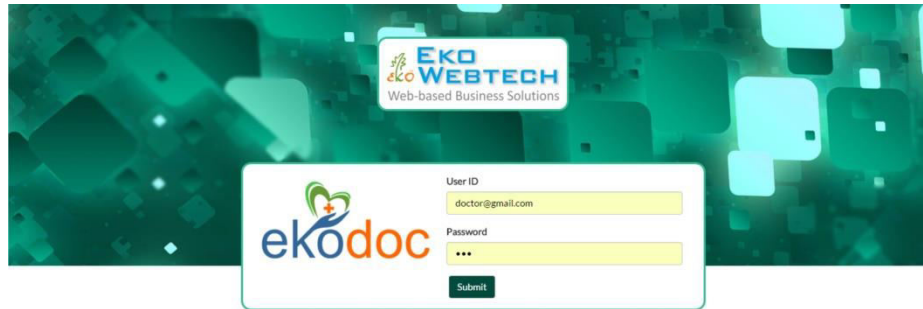 EKO
eko WEBTECH
Web-based Business Solutions
User ID
doctor@gmail.com
ekodoc
Password
•••
Submit